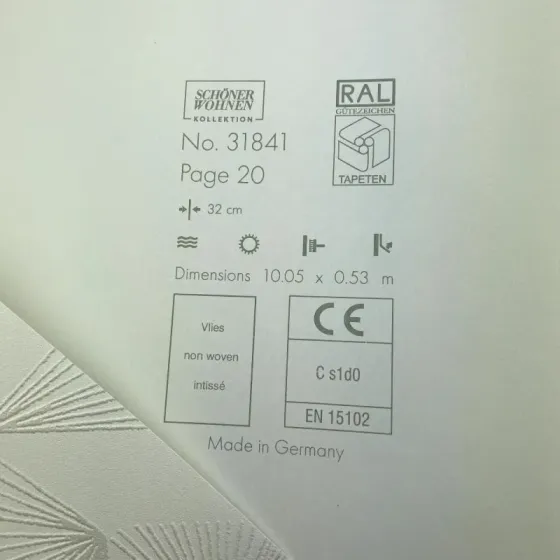 SCHÖNER
WOHNEN
KOLLEKTION
No. 31841
Page 20
32 cm
RAL
GÜTEZEICHEN
TAPETEN
Dimensions 10.05 x 0.53 m
Vlies
non woven
intissé
CE
C s1d0
EN 15102
Made in Germany